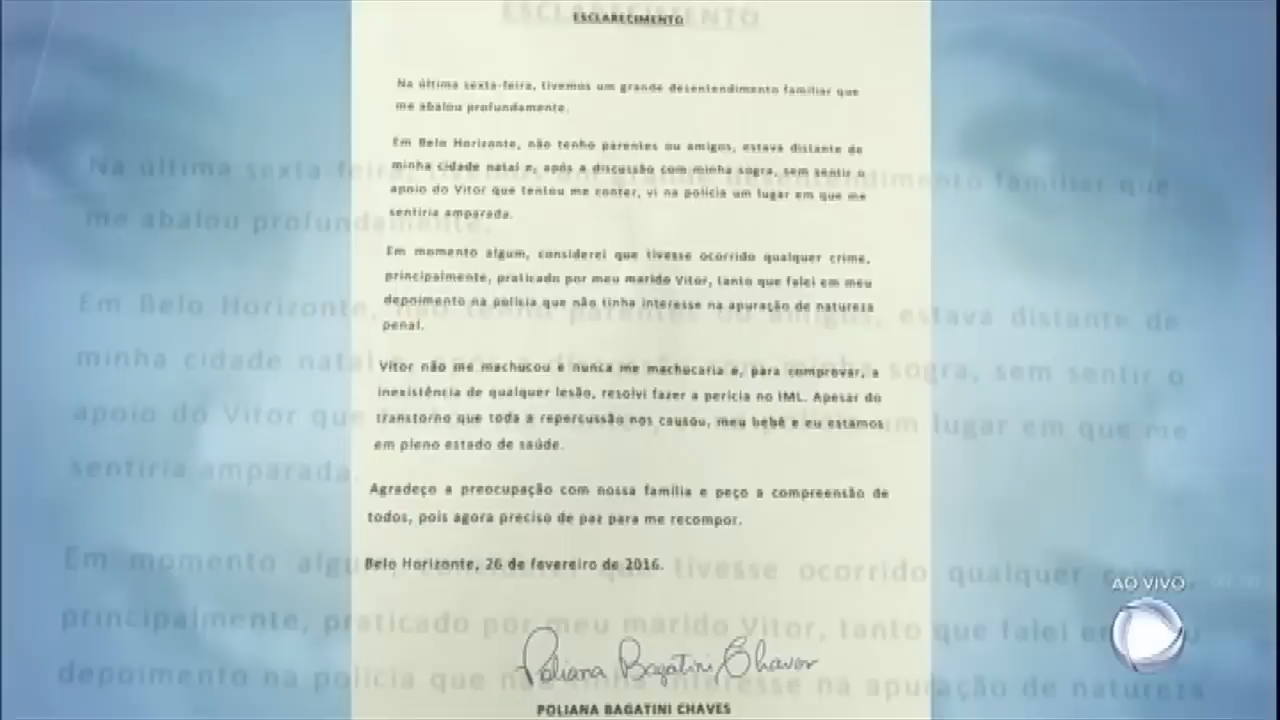 ESCLARECIMENTO
Na última sexta-feira, tivemos um grande desentendimento familiar que
me abalou profundamente.
Em Belo Horizonte, não tenho parentes ou amigos, estava distante de
minha cidade natal e, após a discussão com minha sogra, sem sentir o
apoio do Vitor que tentou me conter, vi na polícia um lugar em que me
sentiria amparada.
Em momento algum, considerei que tivesse ocorrido qualquer crime,
principalmente, praticado por meu marido Vitor, tanto que falei em meu
depoimento na polícia que não tinha interesse na apuração de natureza
penal.
Vitor não me machucou e nunca me machucaria e, para comprovar, a
inexistência de qualquer lesão, resolvi fazer a perícia no IML. Apesar do
transtorno que toda a repercussão nos causou, meu bebê e eu estamos
em pleno estado de saúde.
Agradeço a preocupação com nossa família e peço a compreensão de
todos, pois agora preciso de paz para me recompor.
Belo Horizonte, 26 de fevereiro de 2016.
Poliana Bagatini Chaves
POLIANA BAGATINI CHAVES
AO VIVO